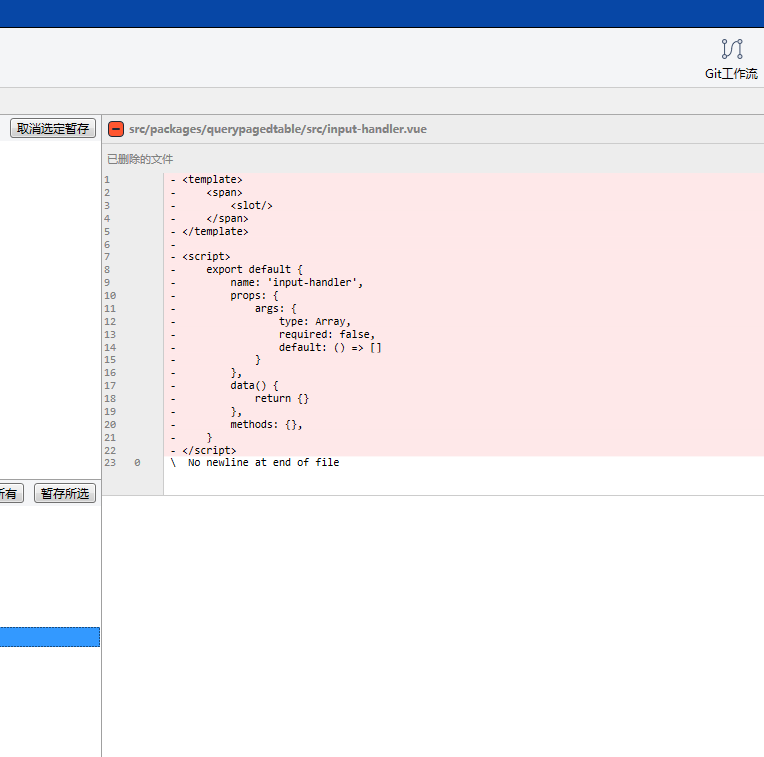 Git工作流
取消选定暂存
src/packages/querypagedtable/src/input-handler.vue
已删除的文件
1 - <template>
2 -     <span>
3 -         <slot/>
4 -     </span>
5 - </template>
6 -
7 - <script>
8 -     export default {
9 -         name: 'input-handler',
10 -         props: {
11 -             args: {
12 -                 type: Array,
13 -                 required: false,
14 -                 default: () => []
15 -             }
16 -         },
17 -         data() {
18 -             return {}
19 -         },
20 -         methods: {},
21 -     }
22 - </script>
23 0 \ No newline at end of file
有 暂存所选